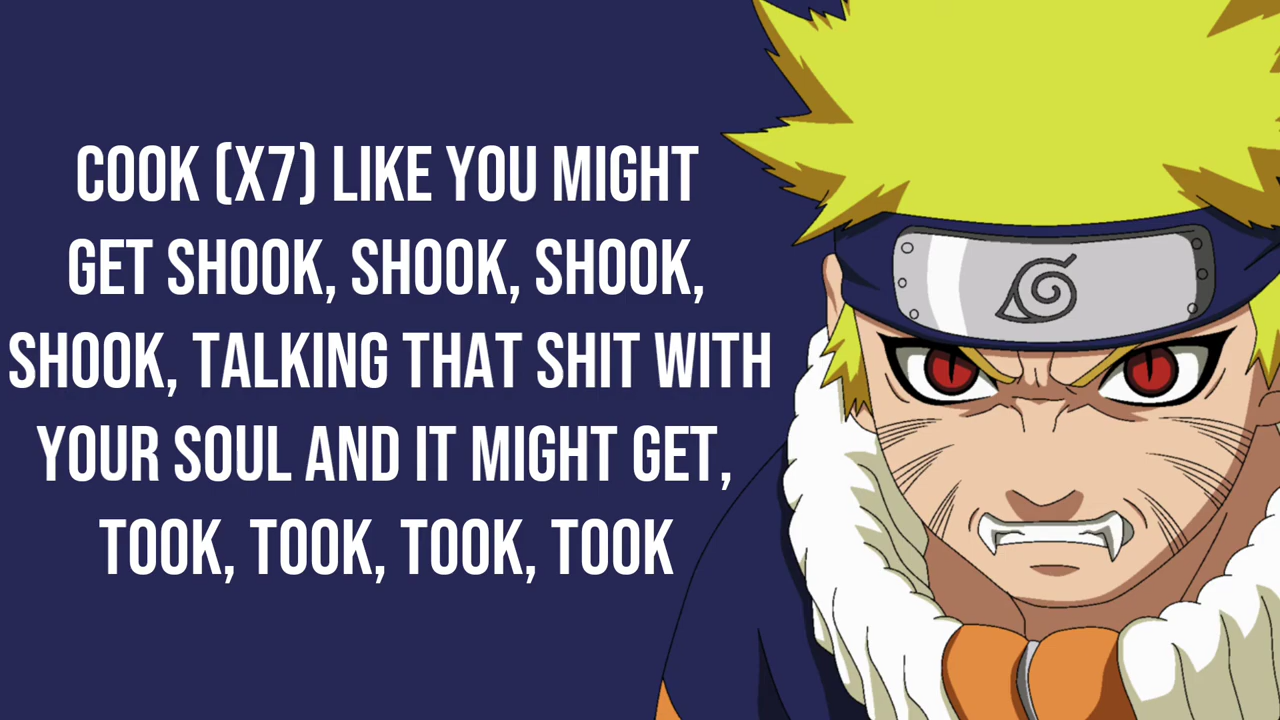 COOK (X7) LIKE YOU MIGHT
GET SHOOK, SHOOK, SHOOK,
SHOOK, TALKING THAT SHIT WITH
YOUR SOUL AND IT MIGHT GET,
TOOK, TOOK, TOOK, TOOK